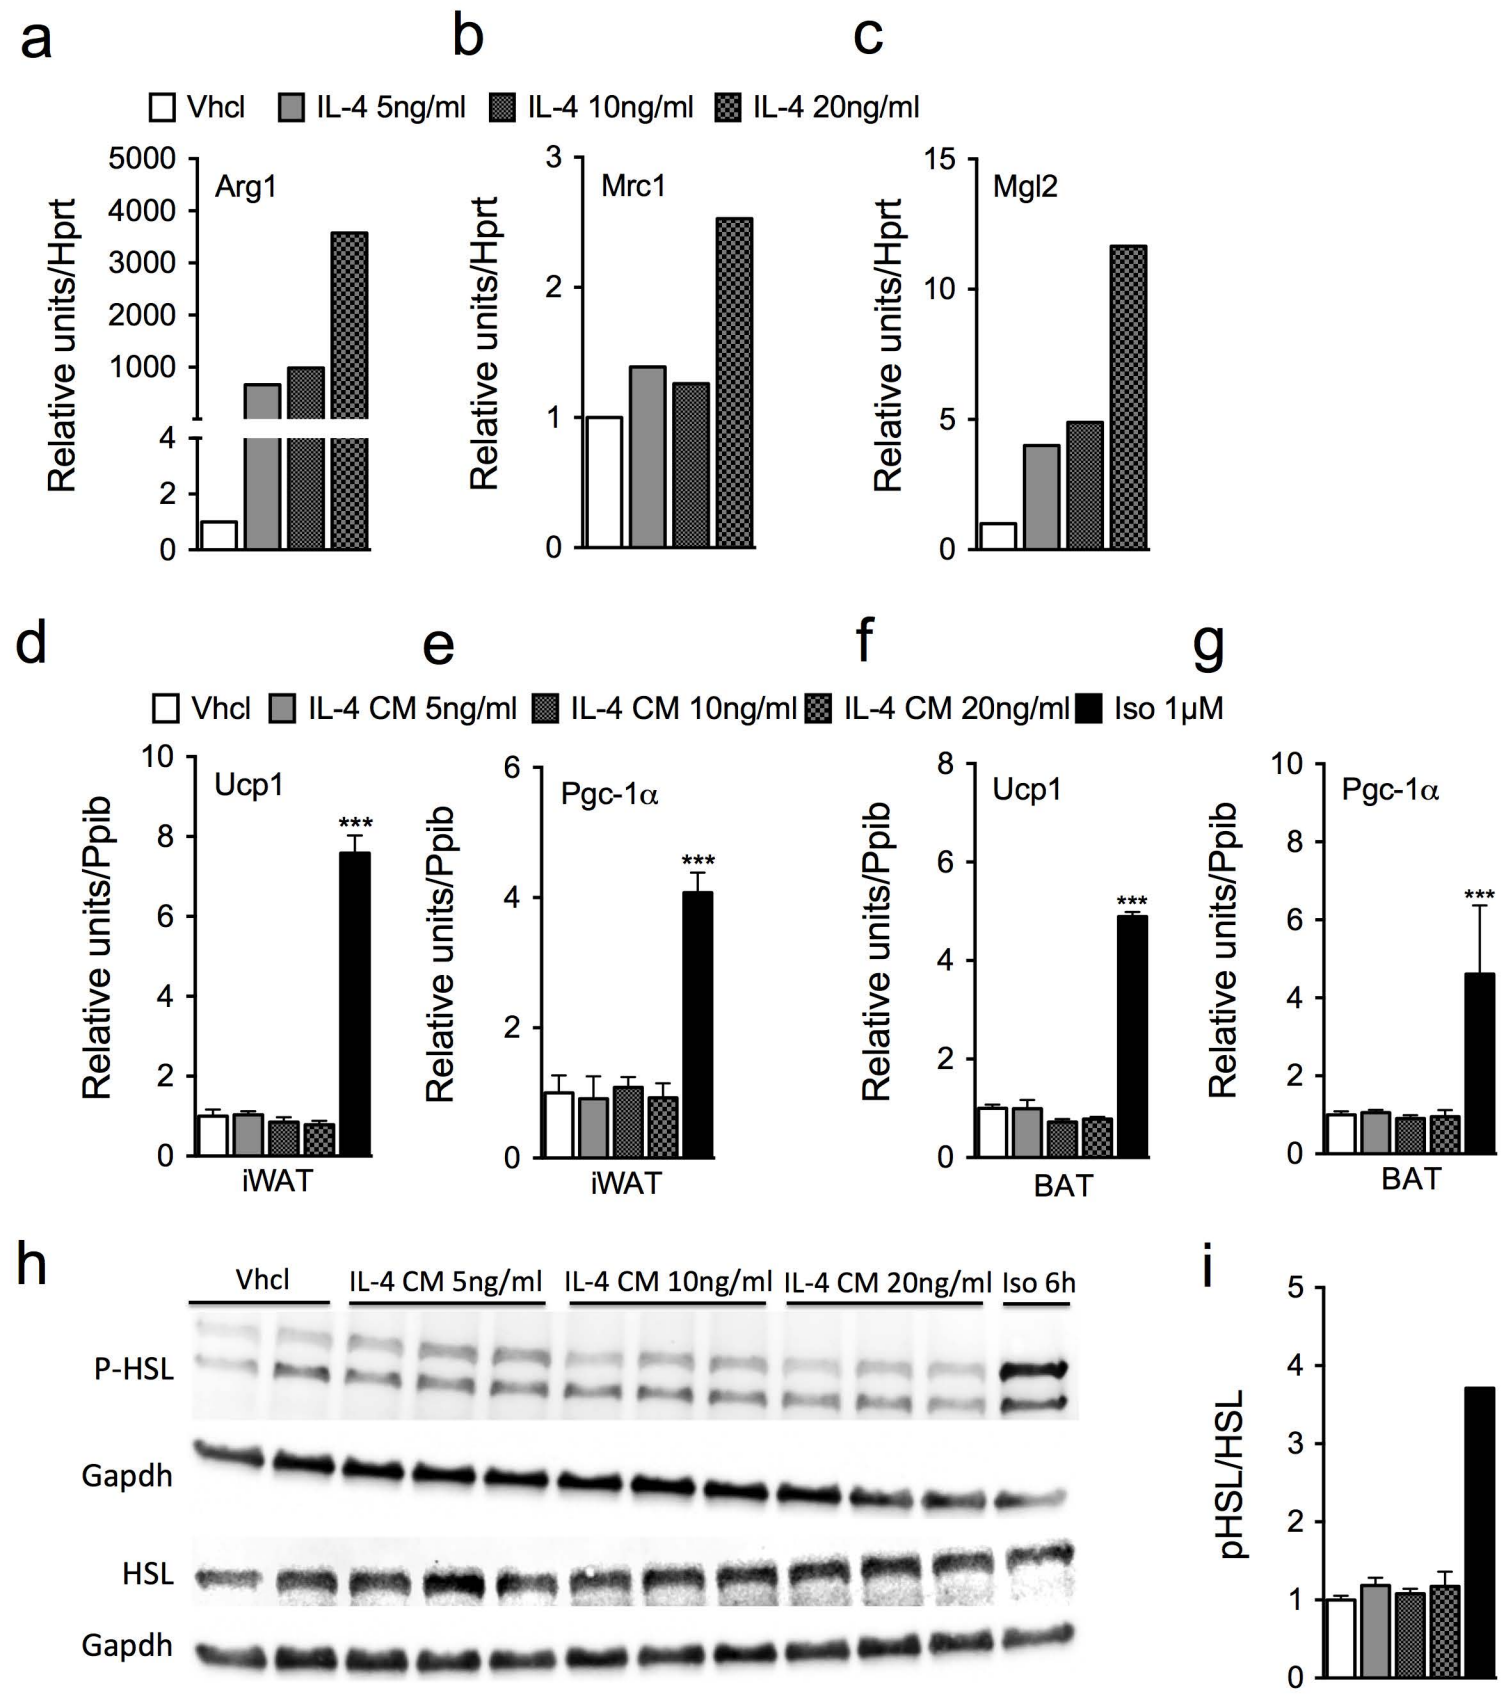 a
b
c
Vhcl IL-4 5ng/ml IL-4 10ng/ml IL-4 20ng/ml
Relative units/Hprt
5000
4000
3000
2000
1000
4
2
0
Arg1
Relative units/Hprt
3
2
1
0
Mrc1
Relative units/Hprt
15
10
5
0
Mgl2
d
e
f
g
Vhcl IL-4 CM 5ng/ml IL-4 CM 10ng/ml IL-4 CM 20ng/ml Iso 1µM
Relative units/Ppib
10
8
6
4
2
0
Ucp1
***
iWAT
Relative units/Ppib
6
4
2
0
Pgc-1α
***
iWAT
Relative units/Ppib
8
6
4
2
0
Ucp1
***
BAT
Relative units/Ppib
10
8
6
4
2
0
Pgc-1α
***
BAT
h
Vhcl IL-4 CM 5ng/ml IL-4 CM 10ng/ml IL-4 CM 20ng/ml Iso 6h
P-HSL
Gapdh
HSL
Gapdh
i
pHSL/HSL
5
4
3
2
1
0